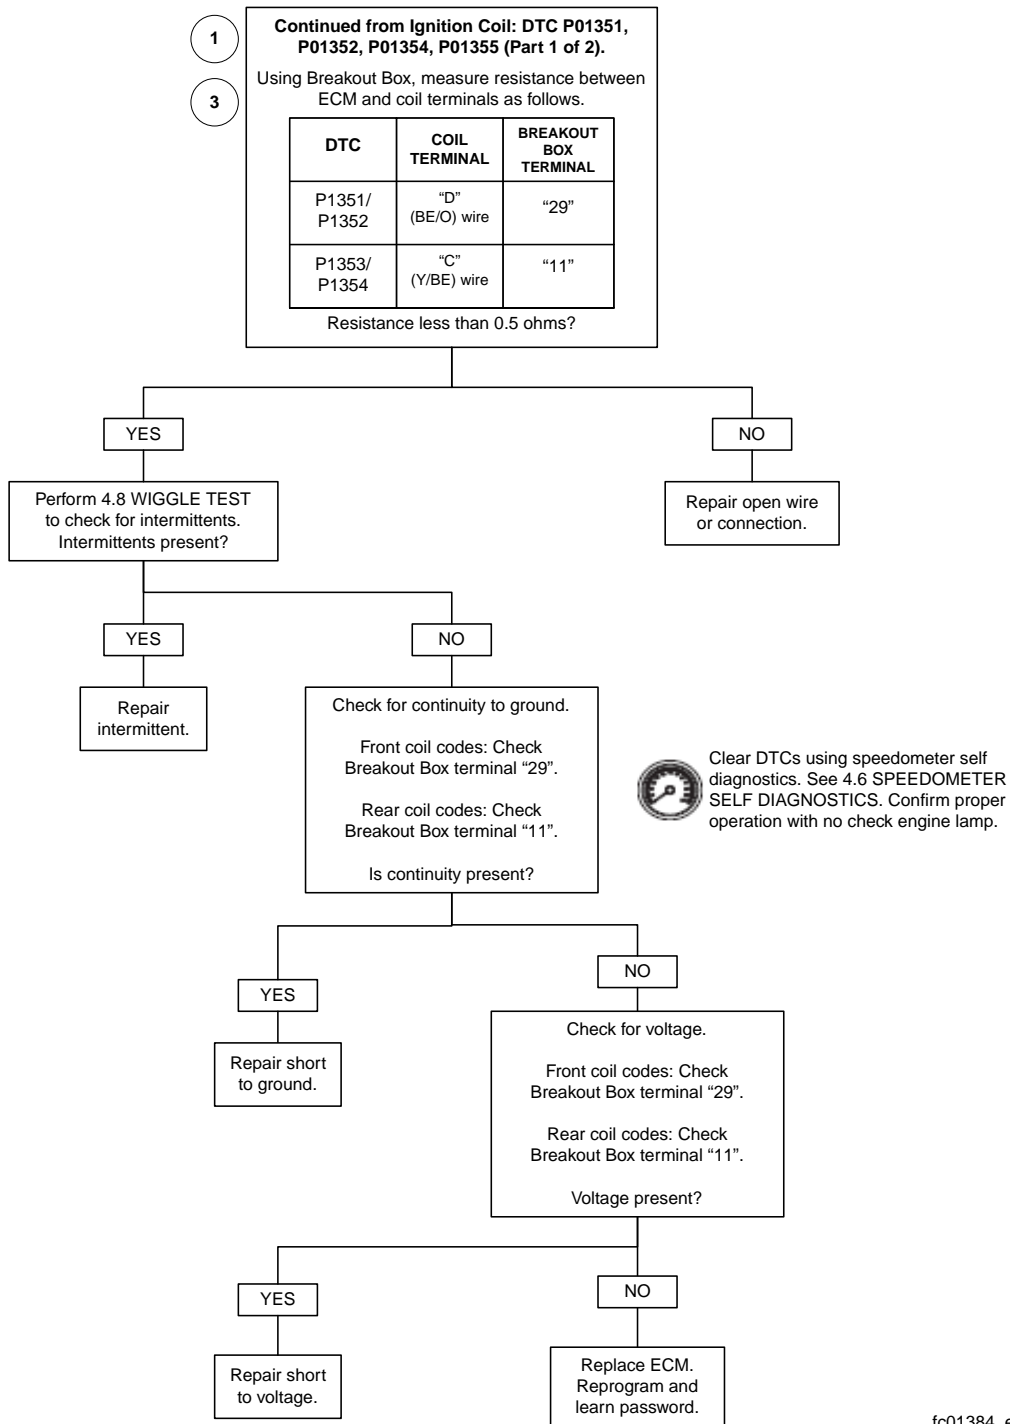 1
Continued from Ignition Coil: DTC P01351,
P01352, P01354, P01355 (Part 1 of 2).
3
Using Breakout Box, measure resistance between
ECM and coil terminals as follows.
DTC
COIL
TERMINAL
BREAKOUT
BOX
TERMINAL
P1351/
P1352
“D”
(BE/O) wire
“29”
P1353/
P1354
“C”
(Y/BE) wire
“11”
Resistance less than 0.5 ohms?
YES
NO
Perform 4.8 WIGGLE TEST
to check for intermittents.
Intermittents present?
Repair open wire
or connection.
YES
NO
Repair
intermittent.
Check for continuity to ground.
Front coil codes: Check
Breakout Box terminal “29”.
Rear coil codes: Check
Breakout Box terminal “11”.
Is continuity present?
Clear DTCs using speedometer self
diagnostics. See 4.6 SPEEDOMETER
SELF DIAGNOSTICS. Confirm proper
operation with no check engine lamp.
YES
NO
Repair short
to ground.
Check for voltage.
Front coil codes: Check
Breakout Box terminal “29”.
Rear coil codes: Check
Breakout Box terminal “11”.
Voltage present?
YES
NO
Repair short
to voltage.
Replace ECM.
Reprogram and
learn password.